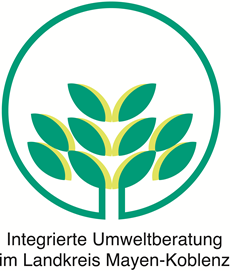 Integrierte Umweltberatung
im Landkreis Mayen-Koblenz